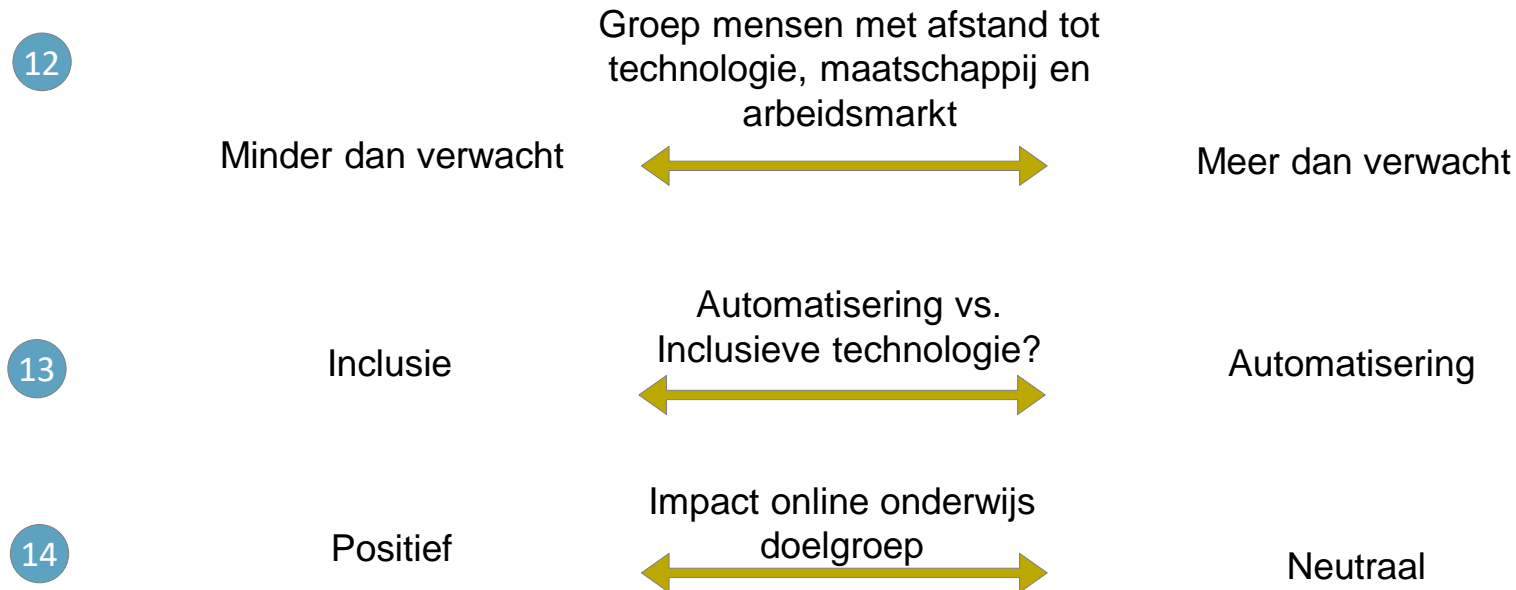 12
Groep mensen met afstand tot
technologie, maatschappij en
arbeidsmarkt
Minder dan verwacht
Meer dan verwacht
13
Inclusie
Automatisering vs.
Inclusieve technologie?
Automatisering
14
Positief
Impact online onderwijs
doelgroep
Neutraal